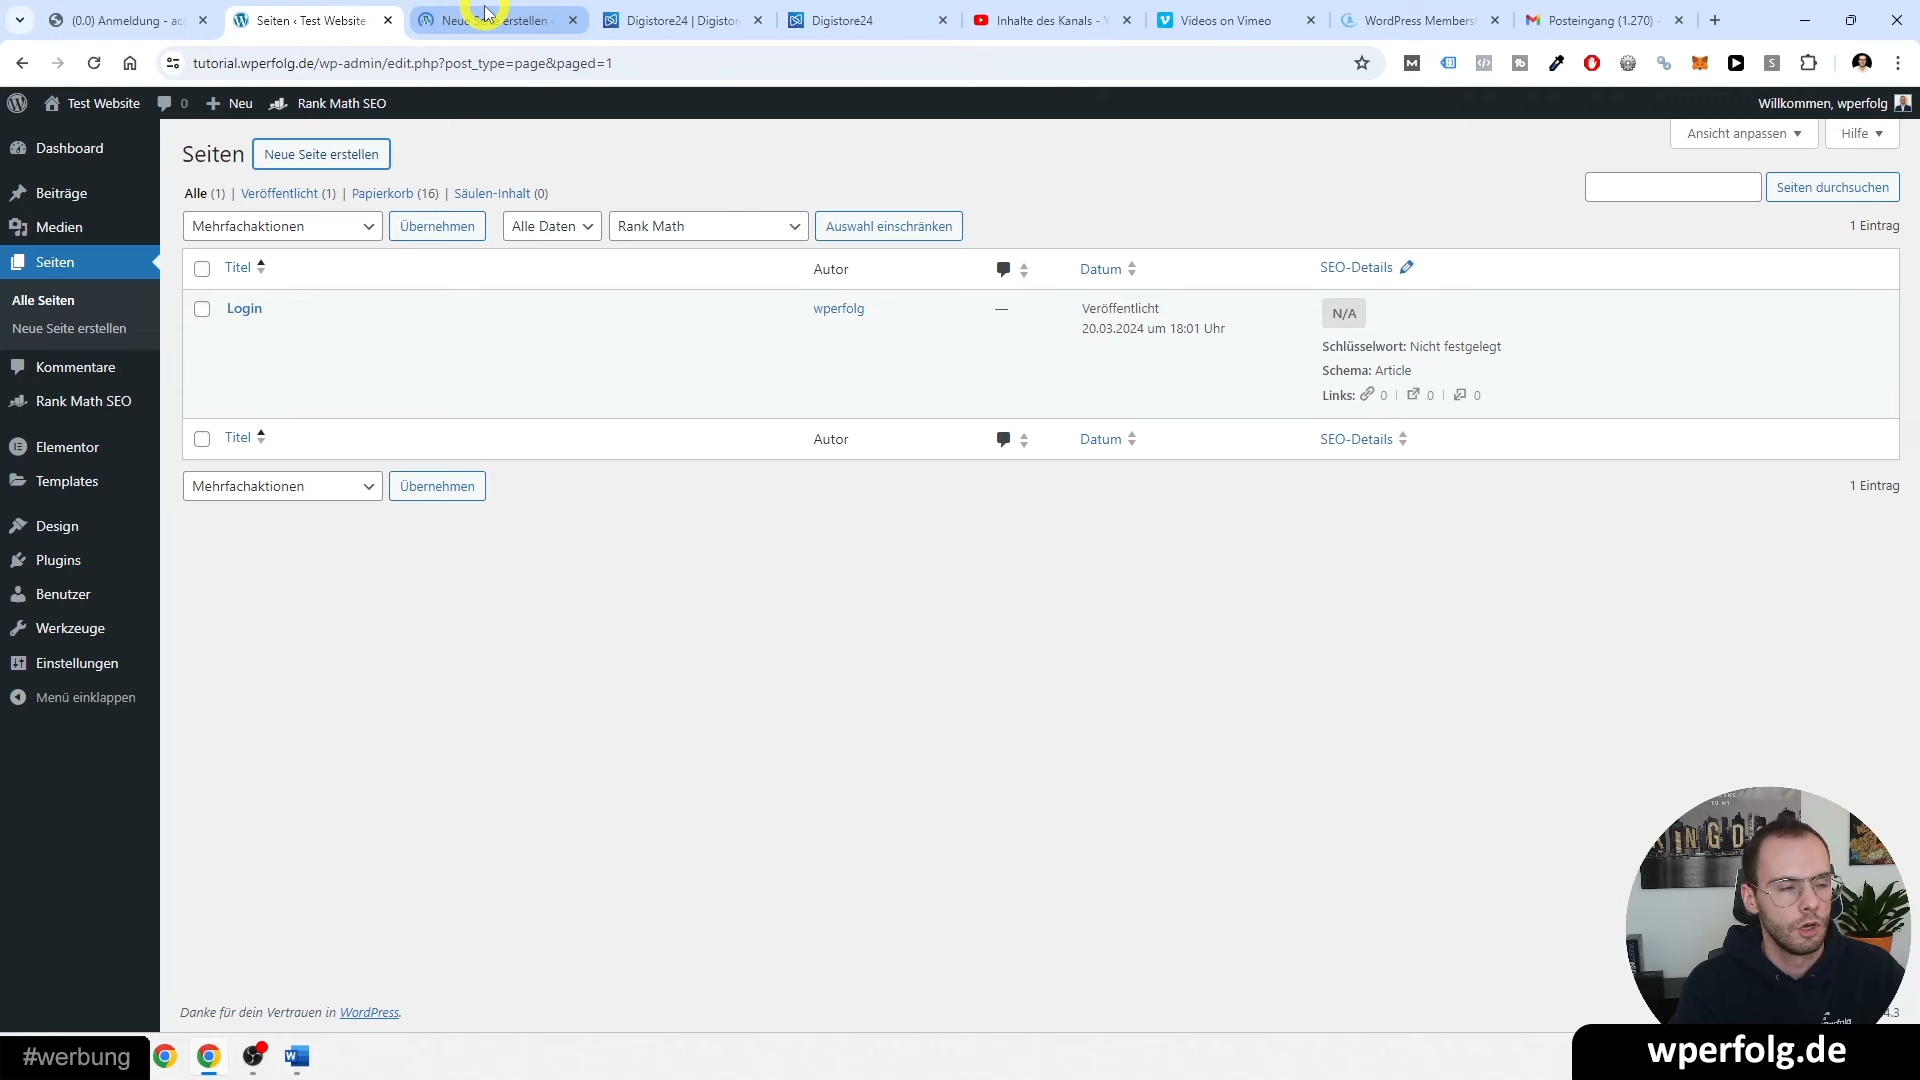 (0.0) Anmeldung - aca
Seiten ‹ Test Website
Neue Seite erstellen ‹
Digistore24 | Digistor
Digistore24
Inhalte des Kanals - Y
Videos on Vimeo
WordPress Members
Posteingang (1.270) -
tutorial.wperfolg.de/wp-admin/edit.php?post_type=page&paged=1
Test Website 0 Neu Rank Math SEO
Willkommen, wperfolg
Ansicht anpassen
Hilfe
Dashboard
Beiträge
Medien
Seiten
Alle Seiten
Neue Seite erstellen
Kommentare
Rank Math SEO
Elementor
Templates
Design
Plugins
Benutzer
Werkzeuge
Einstellungen
Menü einklappen
Seiten Neue Seite erstellen
Alle (1) | Veröffentlicht (1) | Papierkorb (16) | Säulen-Inhalt (0)
Seiten durchsuchen
Mehrfachaktionen Übernehmen Alle Daten Rank Math Auswahl einschränken
1 Eintrag
Titel Autor Datum SEO-Details
Login wperfolg — Veröffentlicht
20.03.2024 um 18:01 Uhr
N/A
Schlüsselwort: Nicht festgelegt
Schema: Article
Links: 0 | 0 | 0
Titel Autor Datum SEO-Details
Mehrfachaktionen Übernehmen
1 Eintrag
Danke für dein Vertrauen in WordPress.
4.3
#werbung
wperfolg.de